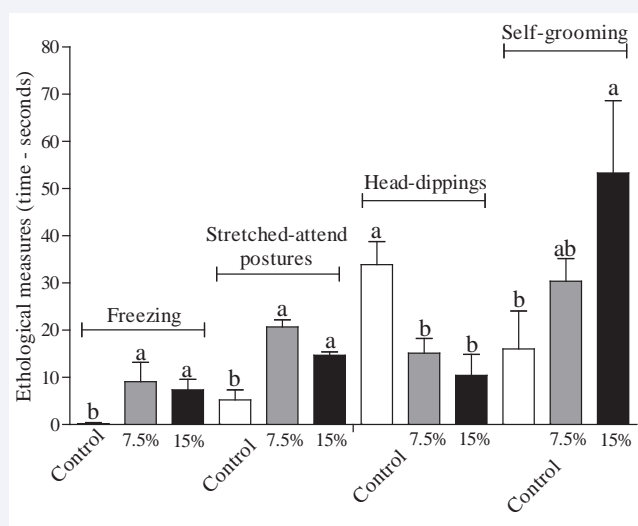 Ethological measures (time - seconds)
80
70
60
50
40
30
20
10
0
Freezing
Stretched-attend
postures
Head-dippings
Self-grooming
b
a
a
b
a
a
a
b
b
b
ab
a
Control
7.5%
15%
Control
7.5%
15%
Control
7.5%
15%
Control
7.5%
15%